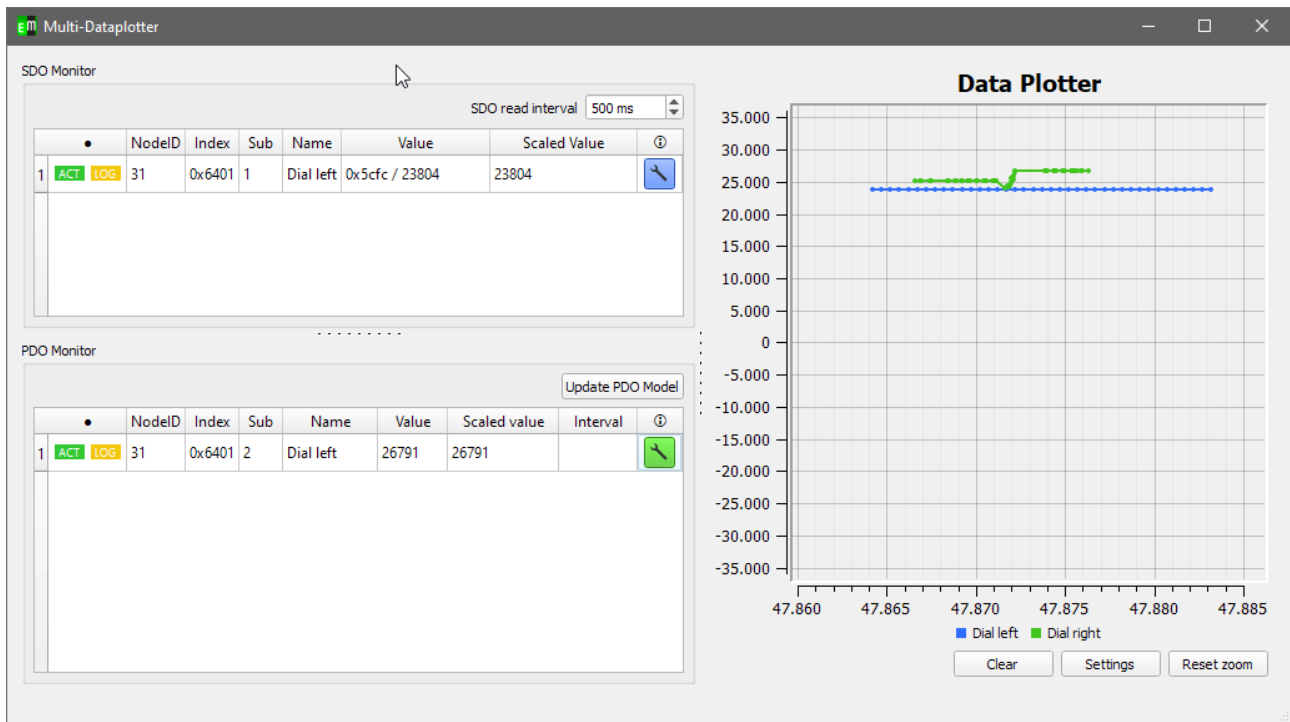 EM Multi-Dataplotter
SDO Monitor
SDO read interval 500 ms
● NodeID Index Sub Name Value Scaled Value ⓘ
1 ACT LOG 31 0x6401 1 Dial left 0x5cfc / 23804 23804
PDO Monitor
Update PDO Model
● NodeID Index Sub Name Value Scaled value Interval ⓘ
1 ACT LOG 31 0x6401 2 Dial left 26791 26791
Data Plotter
35.000
30.000
25.000
20.000
15.000
10.000
5.000
0
-5.000
-10.000
-15.000
-20.000
-25.000
-30.000
-35.000
47.860 47.865 47.870 47.875 47.880 47.885
Dial left Dial right
Clear Settings Reset zoom